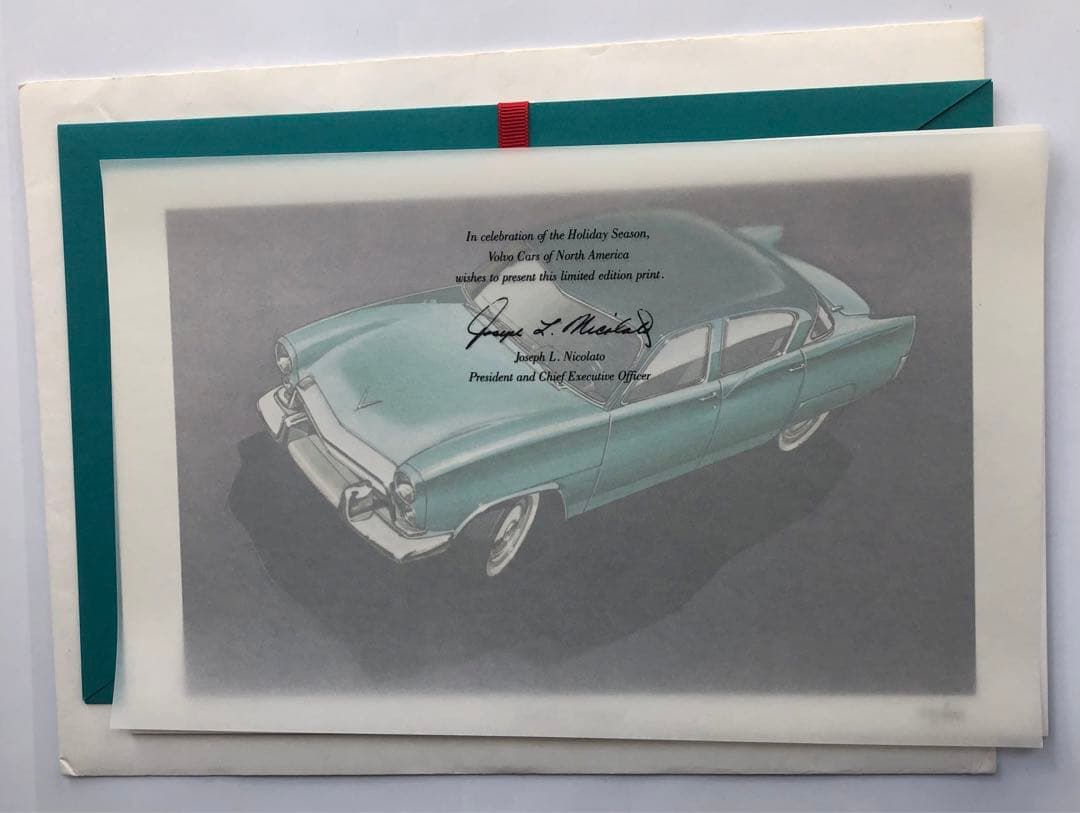 In celebration of the Holiday Season,
Volvo Cars of North America
wishes to present this limited edition print.
Joseph L. Nicolato
Joseph L. Nicolato
President and Chief Executive Officer